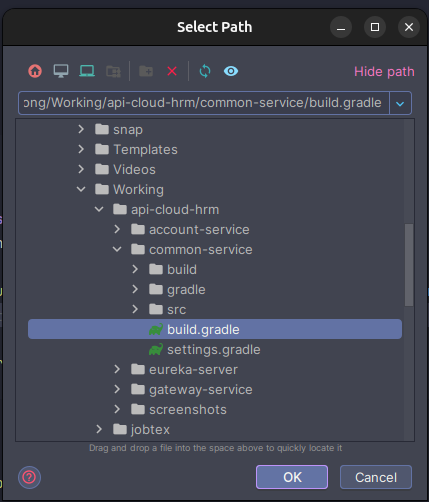 Select Path
Hide path
ong/Working/api-cloud-hrm/common-service/build.gradle
snap
Templates
Videos
Working
api-cloud-hrm
account-service
common-service
build
gradle
src
build.gradle
settings.gradle
eureka-server
gateway-service
screenshots
jobtex
Drag and drop a file into the space above to quickly locate it
? OK Cancel